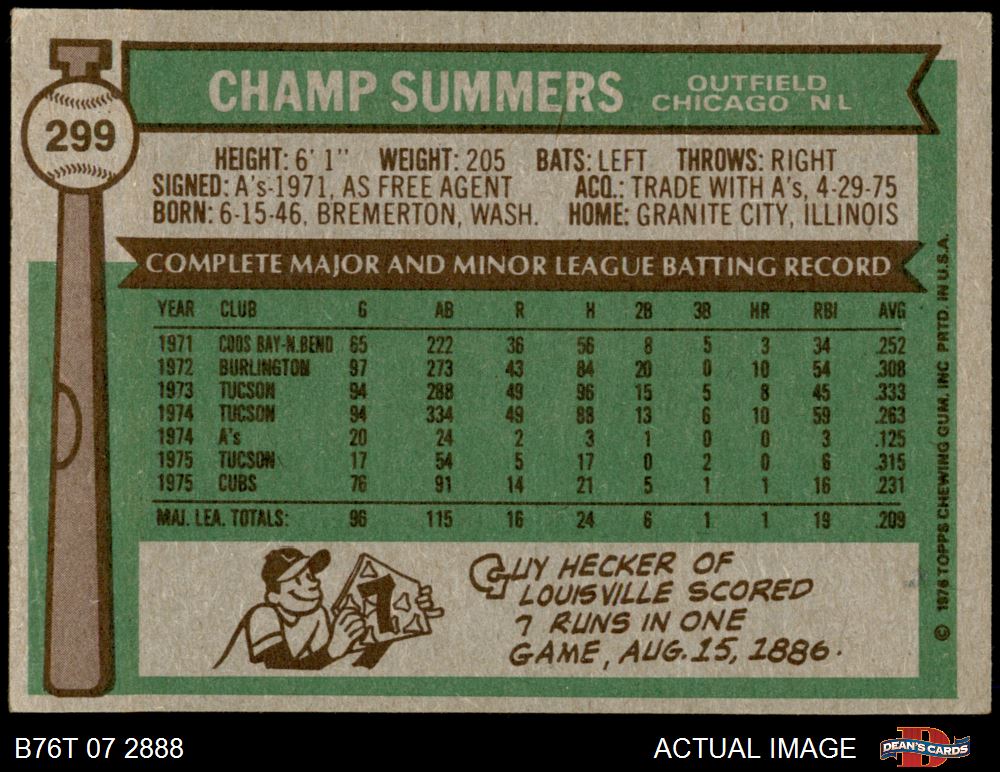 CHAMP SUMMERS OUTFIELD
CHICAGO N L
299
HEIGHT: 6' 1" WEIGHT: 205 BATS: LEFT THROWS: RIGHT
SIGNED: A's-1971, AS FREE AGENT ACQ.: TRADE WITH A's, 4-29-75
BORN: 6-15-46, BREMERTON, WASH. HOME: GRANITE CITY, ILLINOIS
COMPLETE MAJOR AND MINOR LEAGUE BATTING RECORD
YEAR CLUB G AB R H 2B 3B HR RBI AVG
1971 COOS BAY-N.BEND 65 222 36 56 8 5 3 34 .252
1972 BURLINGTON 97 273 43 84 20 0 10 54 .308
1973 TUCSON 94 288 49 96 15 5 8 45 .333
1974 TUCSON 94 334 49 88 13 6 10 59 .263
1974 A's 20 24 2 3 1 0 0 3 .125
1975 TUCSON 17 54 5 17 0 2 0 6 .315
1975 CUBS 76 91 14 21 5 1 1 16 .231
MAJ. LEA. TOTALS: 96 115 16 24 6 1 1 19 .209
GUY HECKER OF
LOUISVILLE SCORED
7 RUNS IN ONE
GAME, AUG. 15, 1886.
7
© 1976 TOPPS CHEWING GUM, INC PRTD. IN U.S.A.
B76T 07 2888 ACTUAL IMAGE DEAN'S CARDS